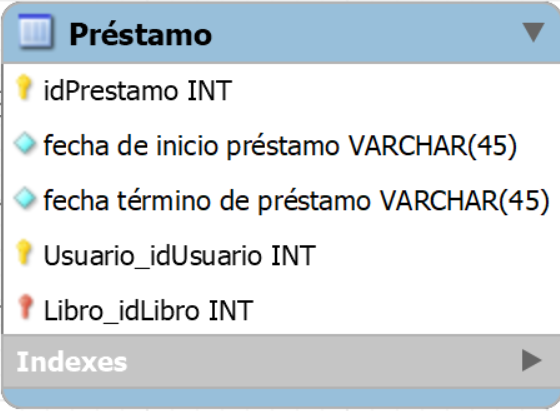 Préstamo
idPrestamo INT
fecha de inicio préstamo VARCHAR(45)
fecha término de préstamo VARCHAR(45)
Usuario_idUsuario INT
Libro_idLibro INT
Indexes